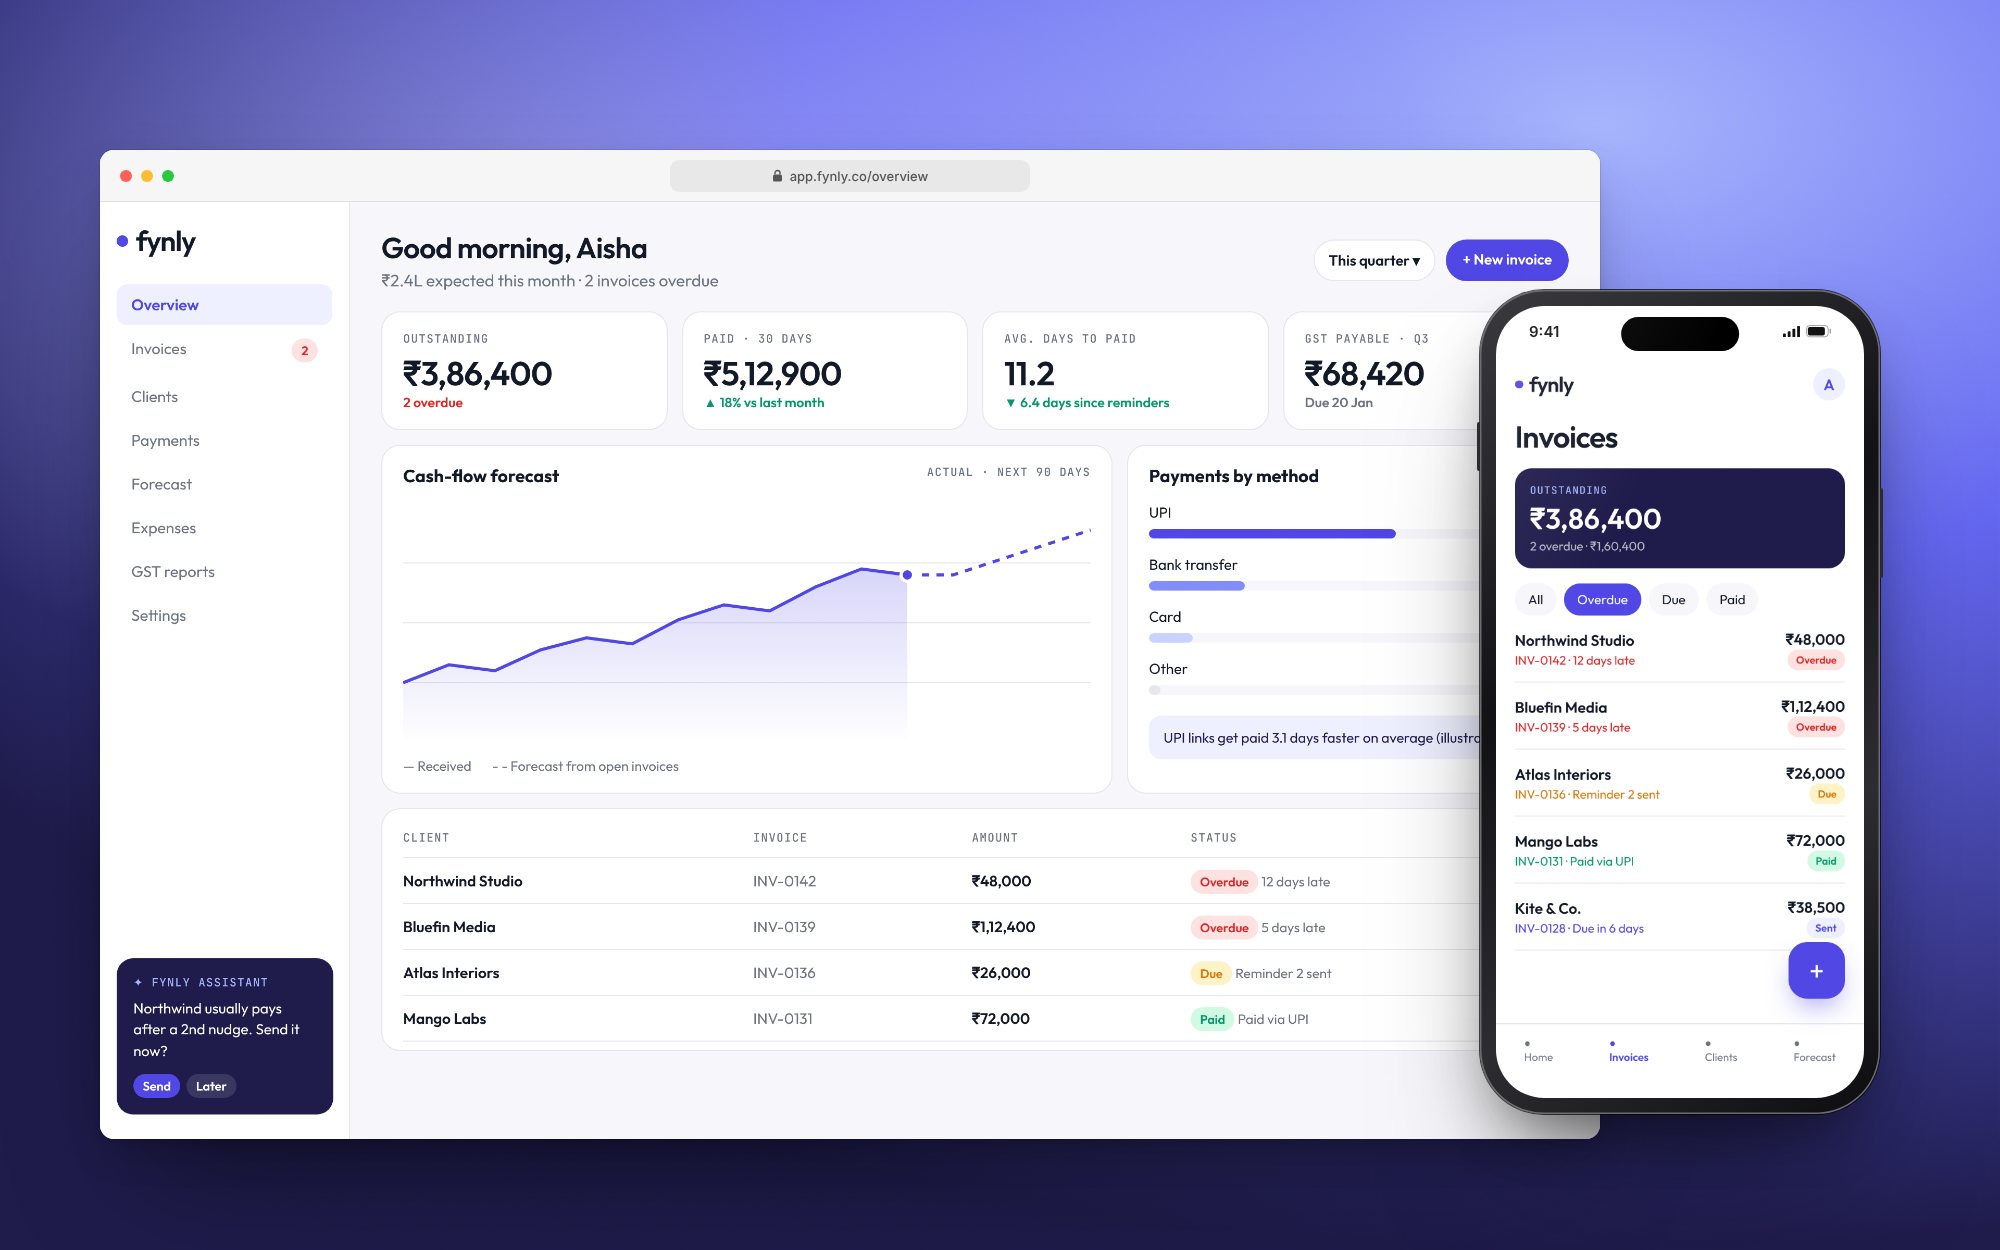 app.fynly.co/overview
fynly
Overview
Invoices 2
Clients
Payments
Forecast
Expenses
GST reports
Settings
✦ FYNLY ASSISTANT
Northwind usually pays
after a 2nd nudge. Send it
now?
Send Later
Good morning, Aisha
₹2.4L expected this month · 2 invoices overdue
This quarter ▾
+ New invoice
OUTSTANDING
₹3,86,400
2 overdue
PAID · 30 DAYS
₹5,12,900
▲ 18% vs last month
AVG. DAYS TO PAID
11.2
▼ 6.4 days since reminders
GST PAYABLE · Q3
₹68,420
Due 20 Jan
Cash-flow forecast
ACTUAL · NEXT 90 DAYS
— Received - - Forecast from open invoices
Payments by method
UPI
Bank transfer
Card
Other
UPI links get paid 3.1 days faster on average
CLIENT INVOICE AMOUNT STATUS
Northwind Studio INV-0142 ₹48,000 Overdue 12 days late
Bluefin Media INV-0139 ₹1,12,400 Overdue 5 days late
Atlas Interiors INV-0136 ₹26,000 Due Reminder 2 sent
Mango Labs INV-0131 ₹72,000 Paid Paid via UPI
9:41
fynly
A
Invoices
OUTSTANDING
₹3,86,400
2 overdue · ₹1,60,400
All Overdue Due Paid
Northwind Studio ₹48,000
INV-0142 · 12 days late Overdue
Bluefin Media ₹1,12,400
INV-0139 · 5 days late Overdue
Atlas Interiors ₹26,000
INV-0136 · Reminder 2 sent Due
Mango Labs ₹72,000
INV-0131 · Paid via UPI Paid
Kite & Co. ₹38,500
INV-0128 · Due in 6 days Sent
+
Home Invoices Clients Forecast